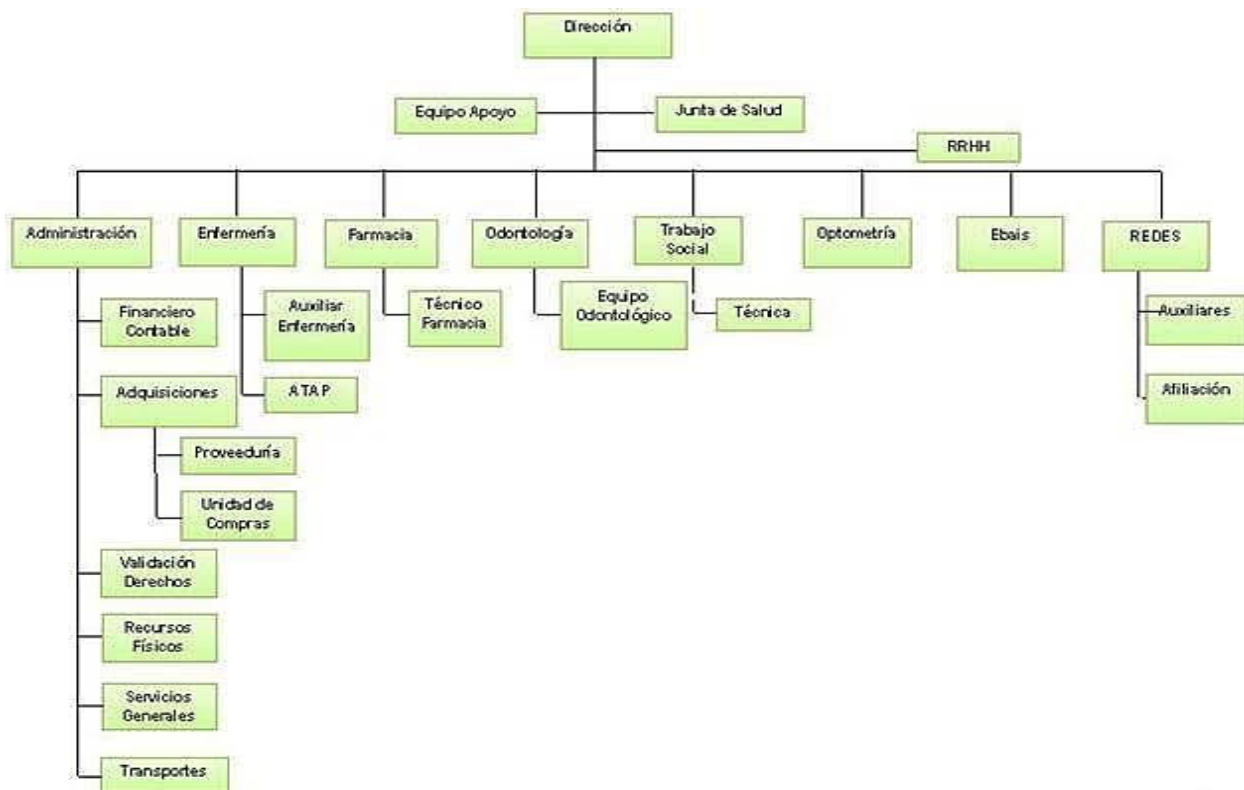 Dirección
Equipo Apoyo
Junta de Salud
RRHH
Administración
Enfermería
Farmacia
Odontología
Trabajo
Social
Optometría
Ebais
REDES
Financiero
Contable
Auxiliar
Enfermería
Técnico
Farmacia
Equipo
Odontológico
Técnica
Auxiliares
Adquisiciones
ATAP
Afiliación
Proveeduría
Unidad de
Compras
Validación
Derechos
Recursos
Físicos
Servicios
Generales
Transportes